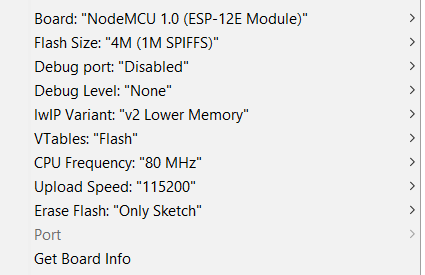 Board: "NodeMCU 1.0 (ESP-12E Module)"
Flash Size: "4M (1M SPIFFS)"
Debug port: "Disabled"
Debug Level: "None"
IwIP Variant: "v2 Lower Memory"
VTables: "Flash"
CPU Frequency: "80 MHz"
Upload Speed: "115200"
Erase Flash: "Only Sketch"
Port
Get Board Info